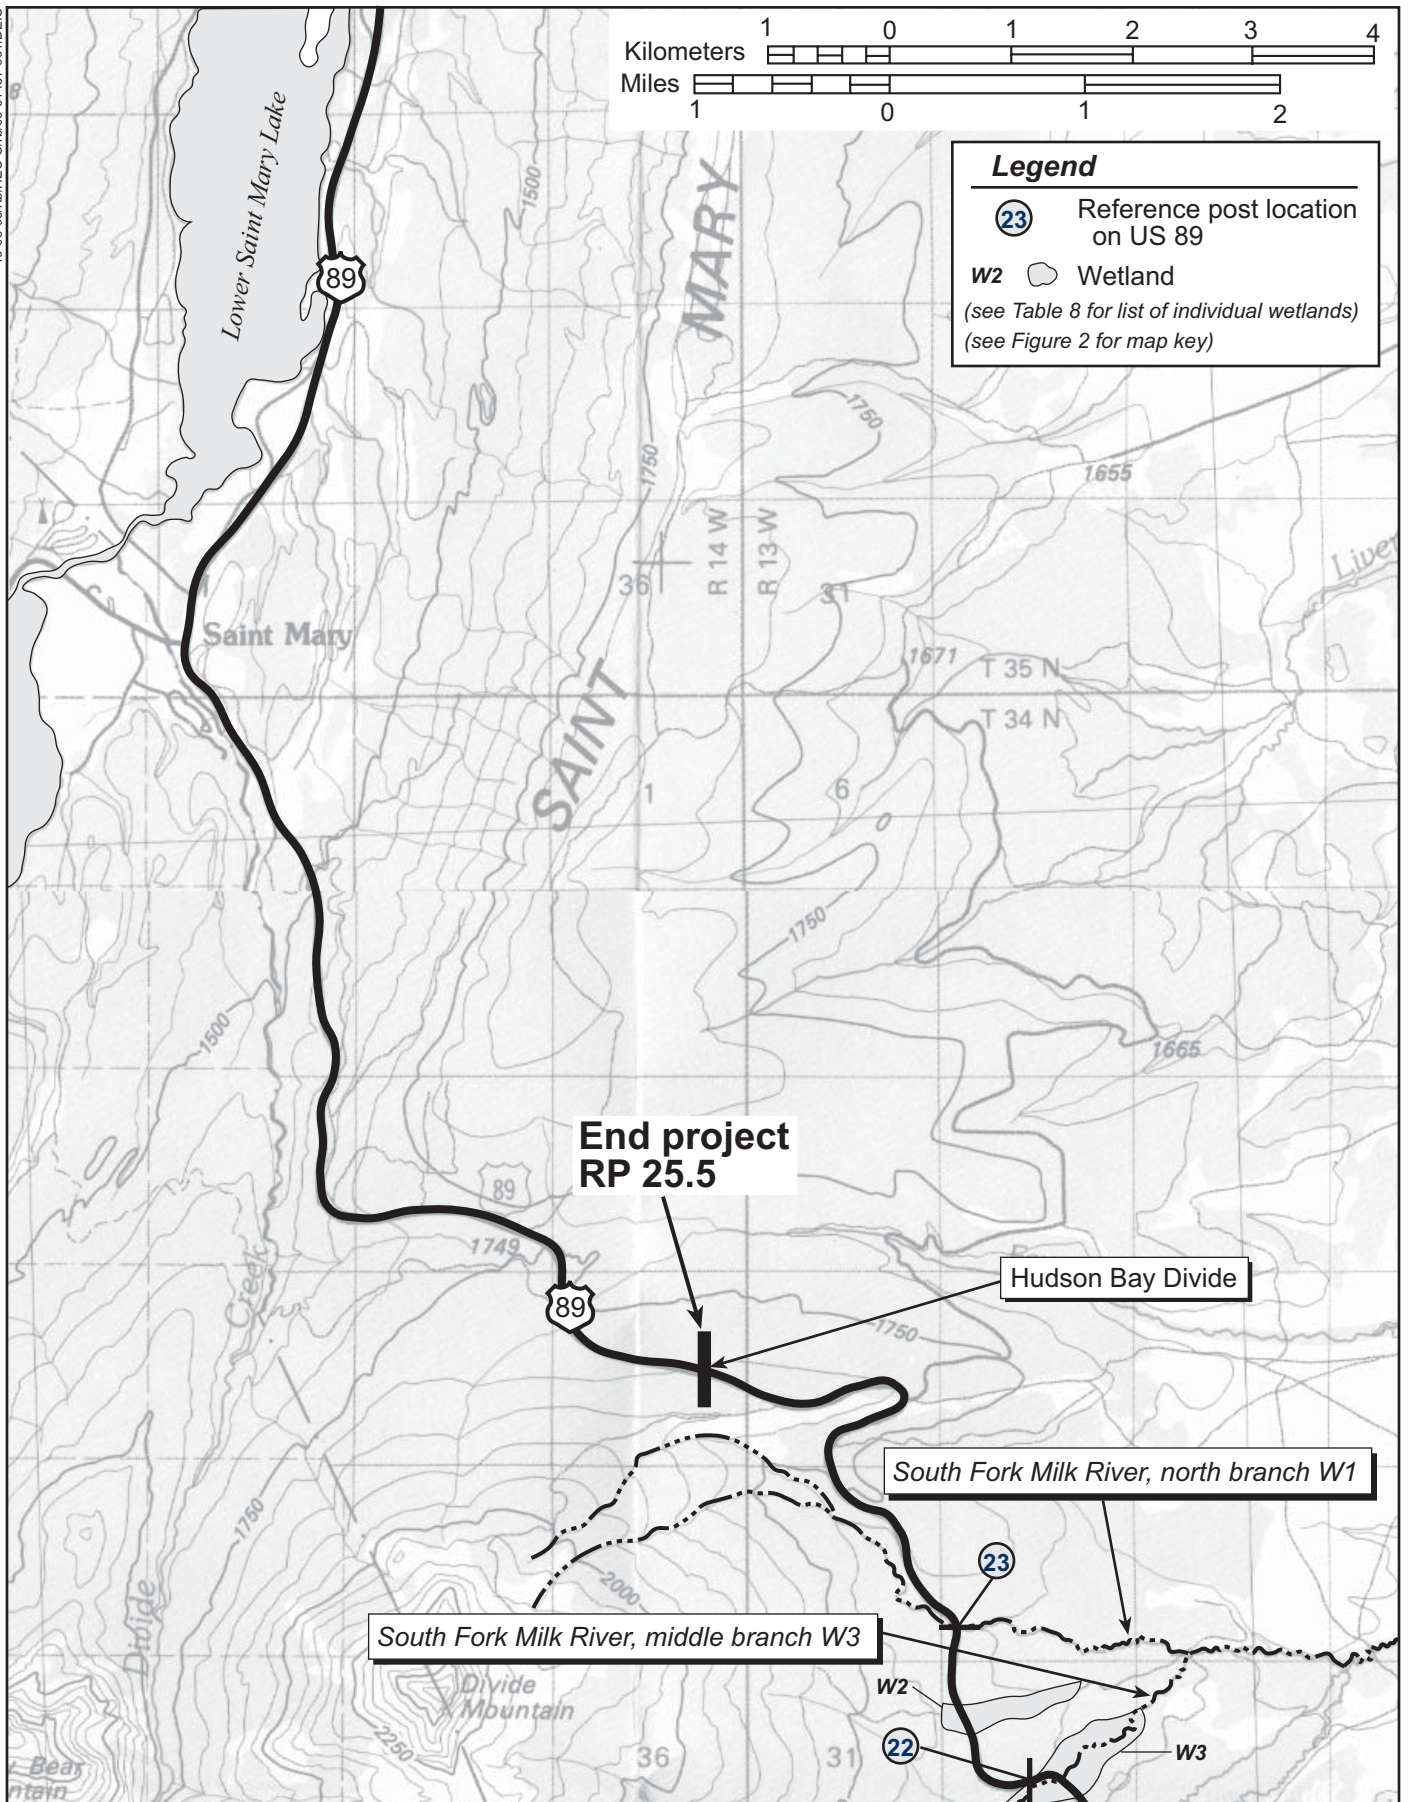 1 0 1 2 3 4
Kilometers
Miles
1 0 1 2
Legend
23 Reference post location
on US 89
W2 Wetland
(see Table 8 for list of individual wetlands)
(see Figure 2 for map key)
Lower Saint Mary Lake
89
1500
MARY
1750
1750
1655
R 14 W
R 13 W
36
31
Saint Mary
1671
T 35 N
T 34 N
SAINT
1
6
1750
1500
1665
End project
RP 25.5
89
1749
Hudson Bay Divide
89
1750
Creek
South Fork Milk River, north branch W1
1750
23
2000
South Fork Milk River, middle branch W3
Divide
Divide
Mountain
W2
22
W3
2250
36
31
Bear
ntain